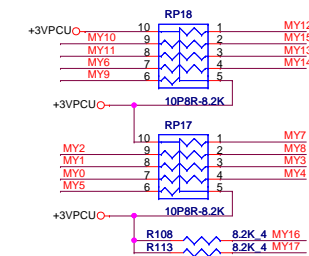 RP18
+3VPCU 10 1 MY12
MY10 9 2 MY15
MY11 8 3 MY13
MY6 7 4 MY14
MY9 6 5
+3VPCU 10P8R-8.2K
RP17
10 1 MY7
MY2 9 2 MY8
MY1 8 3 MY3
MY0 7 4 MY4
MY5 6 5
+3VPCU 10P8R-8.2K
R108 8.2K_4 MY16
R113 8.2K_4 MY17